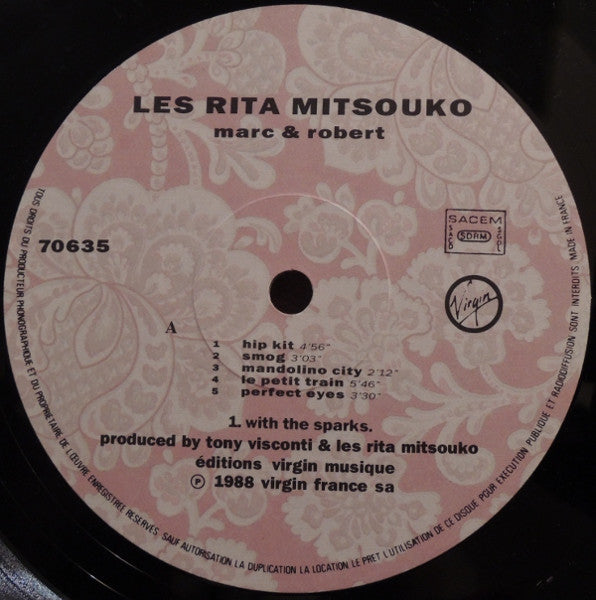 LES RITA MITSOUKO
marc & robert
70635
SACEM
SACD
SDRM
SGDL
Virgin
A
1 hip kit 4'56"
2 smog 3'03"
3 mandolino city 2'12"
4 le petit train 5'46"
5 perfect eyes 3'30"
1. with the sparks.
produced by tony visconti & les rita mitsouko
éditions virgin musique
℗ 1988 virgin france sa
TOUS DROITS DU PRODUCTEUR PHONOGRAPHIQUE ET DU PROPRIETAIRE DE L'ŒUVRE ENREGISTREE RESERVES SAUF AUTORISATION LA DUPLICATION LA LOCATION LE PRET L'UTILISATION DE CE DISQUE POUR EXECUTION PUBLIQUE ET RADIODIFFUSION SONT INTERDITS MADE IN FRANCE